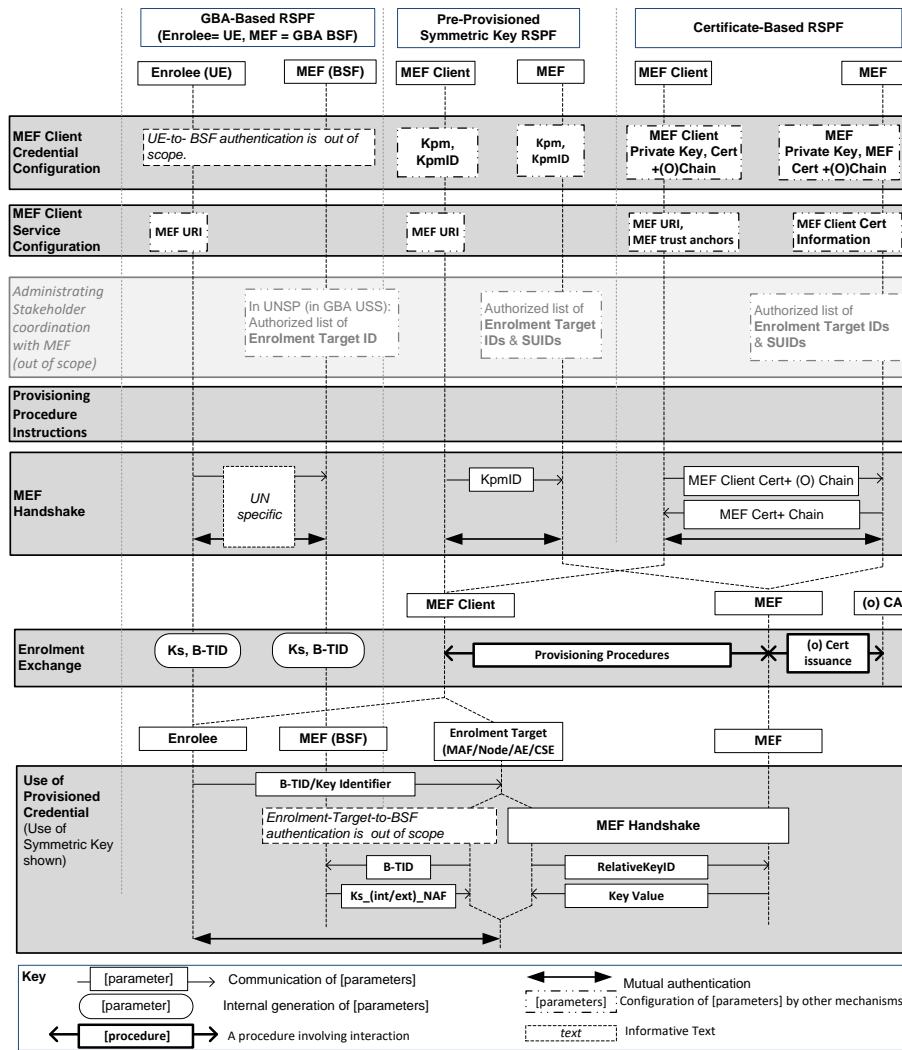 GBA-Based RSPF
(Enrolee= UE, MEF = GBA BSF)
Pre-Provisioned
Symmetric Key RSPF
Certificate-Based RSPF
Enrolee (UE)
MEF (BSF)
MEF Client
MEF
MEF Client
MEF
MEF Client
Credential
Configuration
UE-to- BSF authentication is out of
scope.
Kpm,
KpmID
Kpm,
KpmID
MEF Client
Private Key, Cert
+(O)Chain
MEF
Private Key, MEF
Cert +(O)Chain
MEF Client
Service
Configuration
MEF URI
MEF URI
MEF URI,
MEF trust anchors
MEF Client Cert
Information
Administrating
Stakeholder
coordination
with MEF
(out of scope)
In UNSP (in GBA USS):
Authorized list of
Enrolment Target ID
Authorized list of
Enrolment Target
IDs & SUIDs
Authorized list of
Enrolment Target IDs
& SUIDs
Provisioning
Procedure
Instructions
MEF
Handshake
UN
specific
KpmID
MEF Client Cert+ (O) Chain
MEF Cert+ Chain
MEF Client
MEF
(o) CA
Enrolment
Exchange
Ks, B-TID
Ks, B-TID
Provisioning Procedures
(o) Cert
issuance
Enrolee
MEF (BSF)
Enrolment Target
(MAF/Node/AE/CSE
MEF
Use of
Provisioned
Credential
(Use of
Symmetric Key
shown)
B-TID/Key Identifier
Enrolment-Target-to-BSF
authentication is out of scope
MEF Handshake
B-TID
RelativeKeyID
Ks_(int/ext)_NAF
Key Value
Key
[parameter]
Communication of [parameters]
Mutual authentication
[parameter]
Internal generation of [parameters]
[parameters]
Configuration of [parameters] by other mechanisms
[procedure]
A procedure involving interaction
text
Informative Text